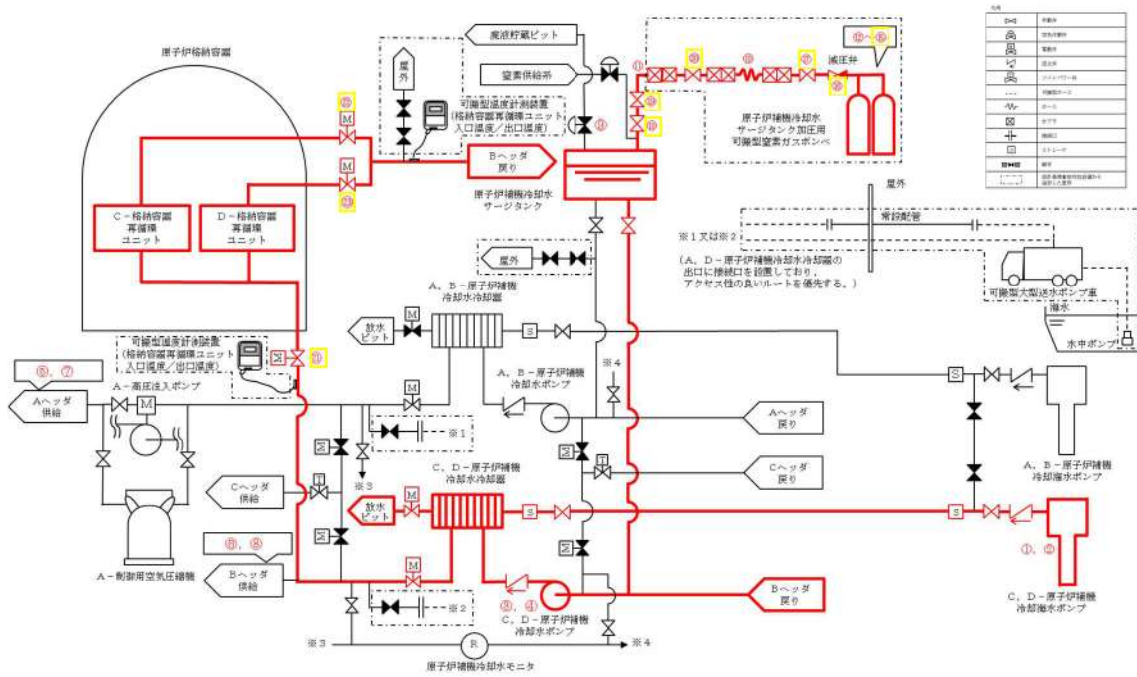 原子炉格納容器
屋外
可搬型温度計測装置
(格納容器再循環ユニット
入口温度/出口温度)
廃液貯蔵ピット
窒素供給系
Bヘッダ
戻り
原子炉補機冷却水
サージタンク
減圧弁
原子炉補機冷却水
サージタンク加圧用
可搬型窒素ガスボンベ
C-格納容器
再循環
ユニット
D-格納容器
再循環
ユニット
M
M
屋外
常設配管
※1又は※2
(A,D-原子炉補機冷却水冷却器の
出口に接続口を設置しており,
アクセス性の良いルートを優先する。)
可搬型大型送水ポンプ車
海水
水中ポンプ
屋外
A,B-原子炉補機
冷却水冷却器
放水
ピット
M
S
可搬型温度計測装置
(格納容器再循環ユニット
入口温度/出口温度)
M
⑥,⑦
Aヘッダ
供給
A-高圧注入ポンプ
M
M
※1
※3
A,B-原子炉補機
冷却水ポンプ
※4
Aヘッダ
戻り
S
A,B-原子炉補機
冷却海水ポンプ
M
M
T
Cヘッダ
戻り
Cヘッダ
供給
T
C,D-原子炉補機
冷却水冷却器
放水
ピット
M
S
S
①,②
C,D-原子炉補機
冷却海水ポンプ
M
M
A-制御用空気圧縮機
Bヘッダ
供給
M
※2
③,④
C,D-原子炉補機
冷却水ポンプ
Bヘッダ
戻り
※3
R
※4
原子炉補機冷却水モニタ